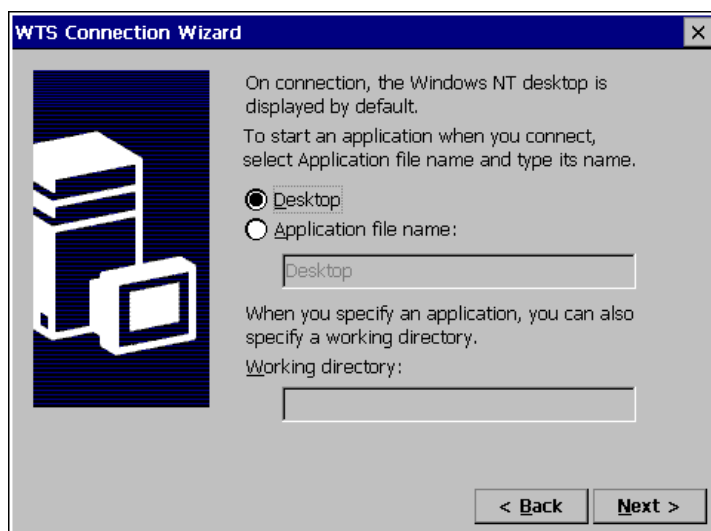 WTS Connection Wizard
On connection, the Windows NT desktop is
displayed by default.
To start an application when you connect,
select Application file name and type its name.
Desktop
Application file name:
Desktop
When you specify an application, you can also
specify a working directory.
Working directory:
< Back
Next >